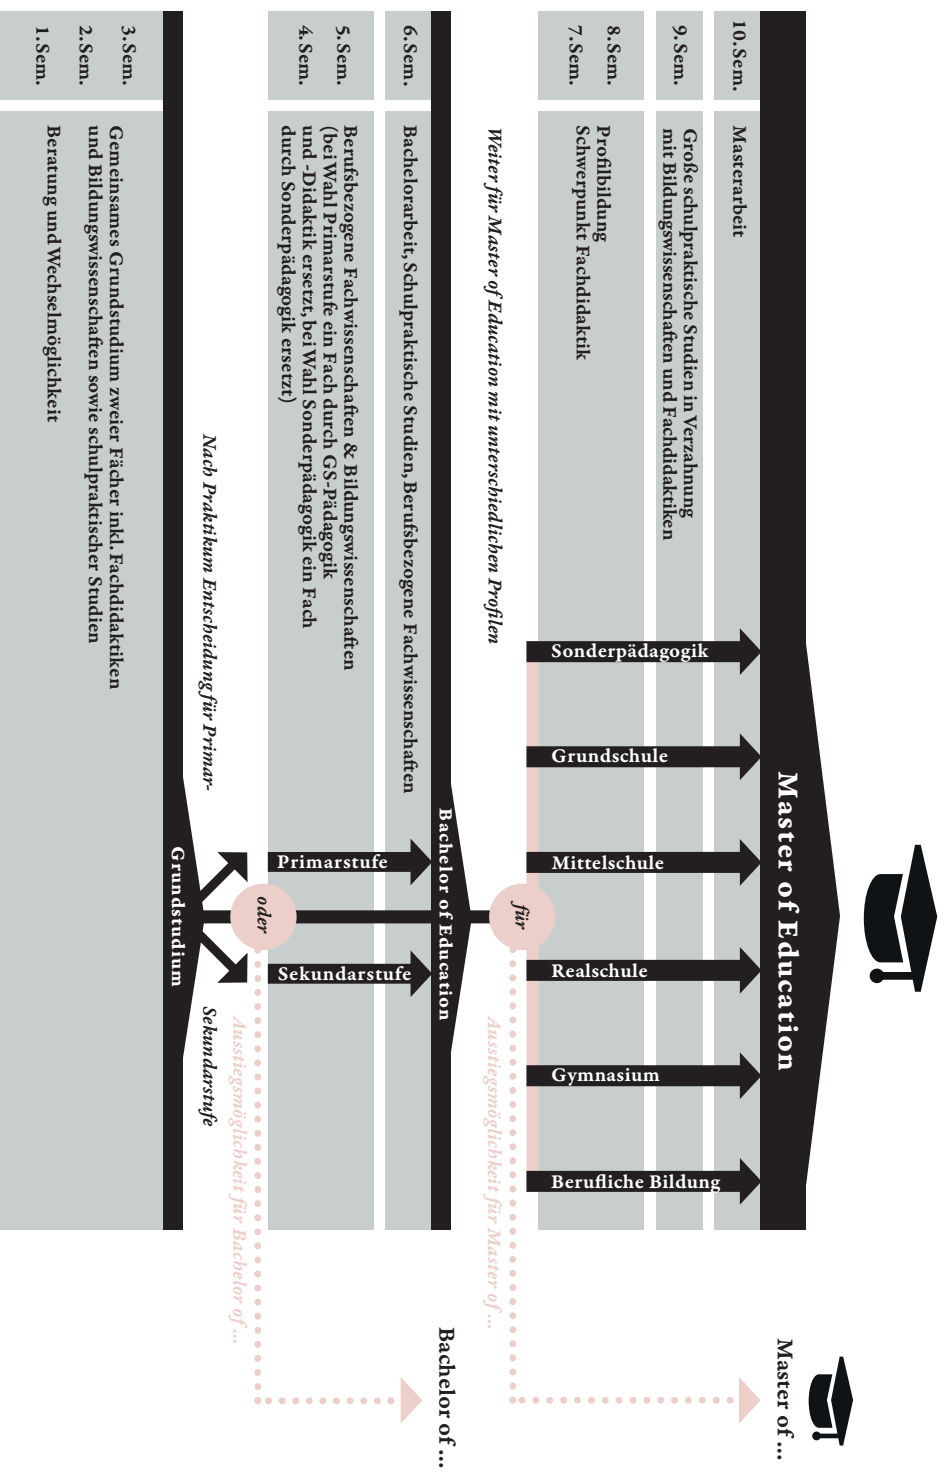 Master of Education
Master of ...
10.Sem.
Masterarbeit
9.Sem.
Große schulpraktische Studien in Verzahnung
mit Bildungswissenschaften und Fachdidaktiken
8.Sem.
7.Sem.
Profilbildung
Schwerpunkt Fachdidaktik
Sonderpädagogik
Grundschule
Mittelschule
Realschule
Gymnasium
Berufliche Bildung
Weiter für Master of Education mit unterschiedlichen Profilen
für
Ausstiegsmöglichkeit für Master of ...
Bachelor of Education
Bachelor of ...
6.Sem.
Bachelorarbeit, Schulpraktische Studien, Berufsbezogene Fachwissenschaften
5.Sem.
4.Sem.
Berufsbezogene Fachwissenschaften & Bildungswissenschaften
(bei Wahl Primarstufe ein Fach durch GS-Pädagogik
und -Didaktik ersetzt, bei Wahl Sonderpädagogik ein Fach
durch Sonderpädagogik ersetzt)
Primarstufe
Sekundarstufe
oder
Ausstiegsmöglichkeit für Bachelor of ...
Nach Praktikum Entscheidung für Primar-
Sekundarstufe
Grundstudium
3.Sem.
2.Sem.
1.Sem.
Gemeinsames Grundstudium zweier Fächer inkl. Fachdidaktiken
und Bildungswissenschaften sowie schulpraktischer Studien
Beratung und Wechselmöglichkeit